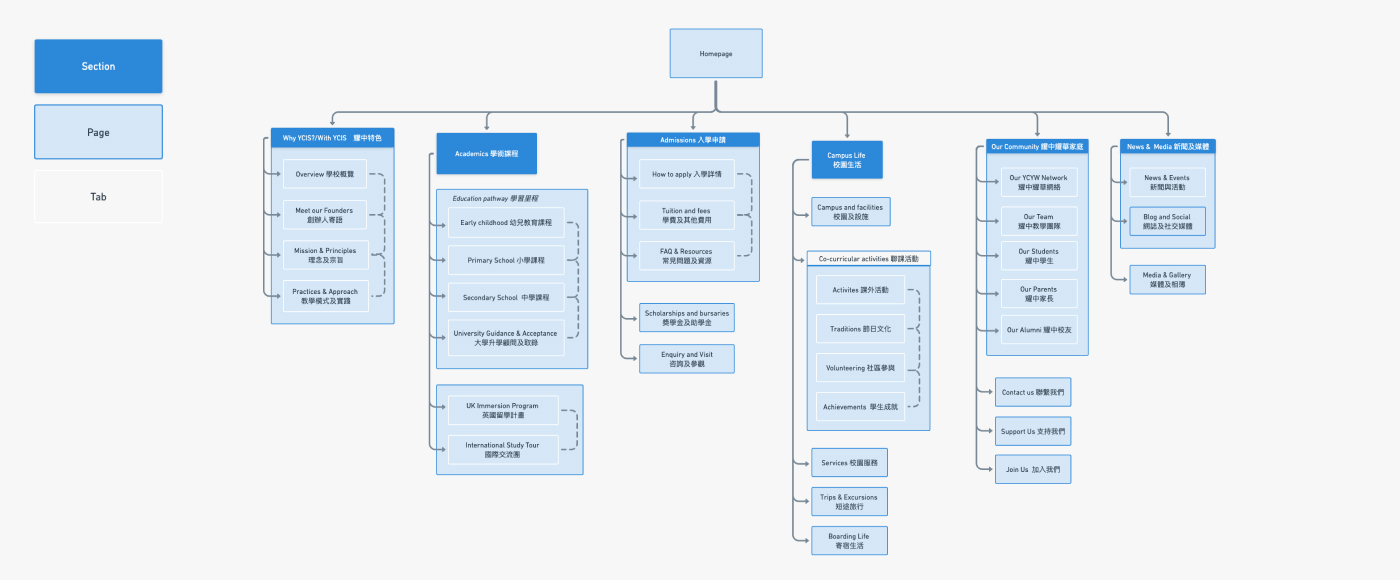 Section
Page
Tab
Homepage
Why YCIS?/With YCIS 耀中特色
Overview 學校概覽
Meet our Founders
創辦人寄語
Mission & Principles
理念及宗旨
Practices & Approach
教學模式及實踐
Academics 學術課程
Education pathway 學習里程
Early childhood 幼兒教育課程
Primary School 小學課程
Secondary School 中學課程
University Guidance & Acceptance
大學升學顧問及取錄
UK Immersion Program
英國留學計畫
International Study Tour
國際交流團
Admissions 入學申請
How to apply 入學詳情
Tuition and fees
學費及其他費用
FAQ & Resources
常見問題及資源
Scholarships and bursaries
獎學金及助學金
Enquiry and Visit
咨詢及參觀
Campus Life
校園生活
Campus and facilities
校園及設施
Co-curricular activities 聯課活動
Activites 課外活動
Traditions 節日文化
Volunteering 社區參與
Achievements 學生成就
Services 校園服務
Trips & Excursions
短途旅行
Boarding Life
寄宿生活
Our Community 耀中耀華家庭
Our YCYW Network
耀中耀華網絡
Our Team
耀中教學團隊
Our Students
耀中學生
Our Parents
耀中家長
Our Alumni 耀中校友
Contact us 聯繫我們
Support Us 支持我們
Join Us 加入我們
News & Media 新聞及媒體
News & Events
新聞與活動
Blog and Social
網誌及社交媒體
Media & Gallery
媒體及相簿